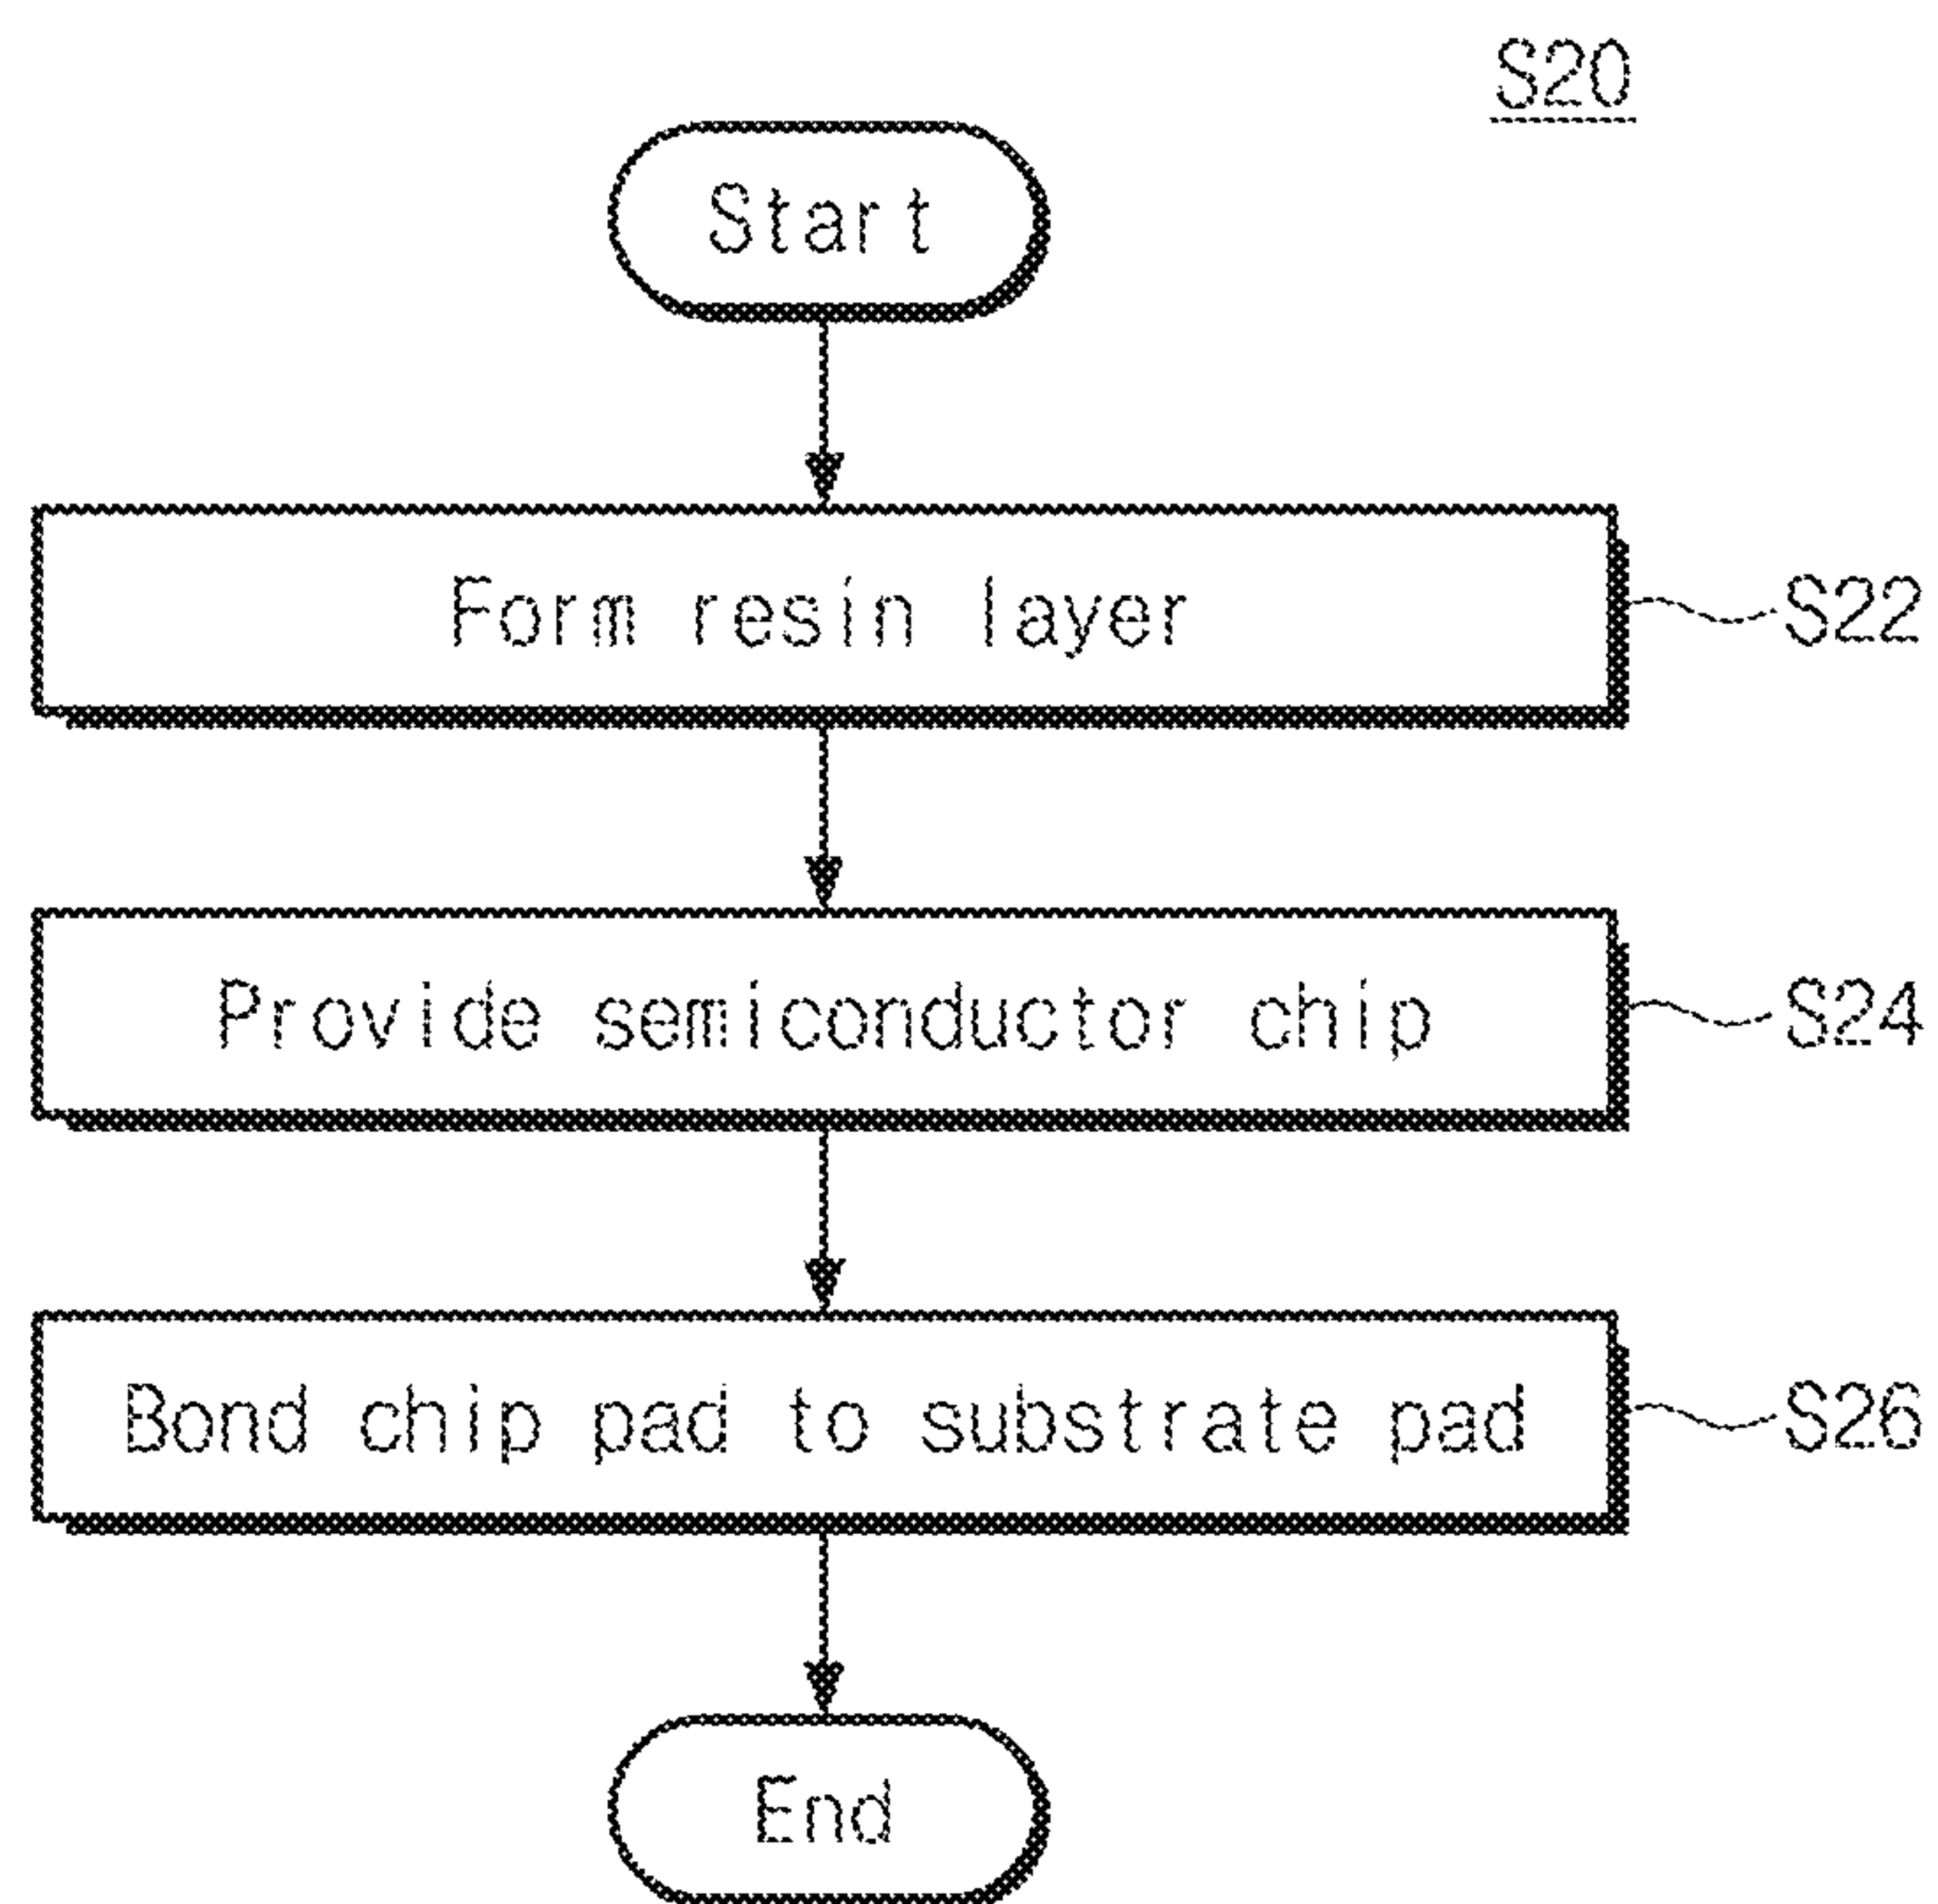 S20
Start
Form resin layer
S22
Provide semiconductor chip
S24
Bond chip pad to substrate pad
S26
End